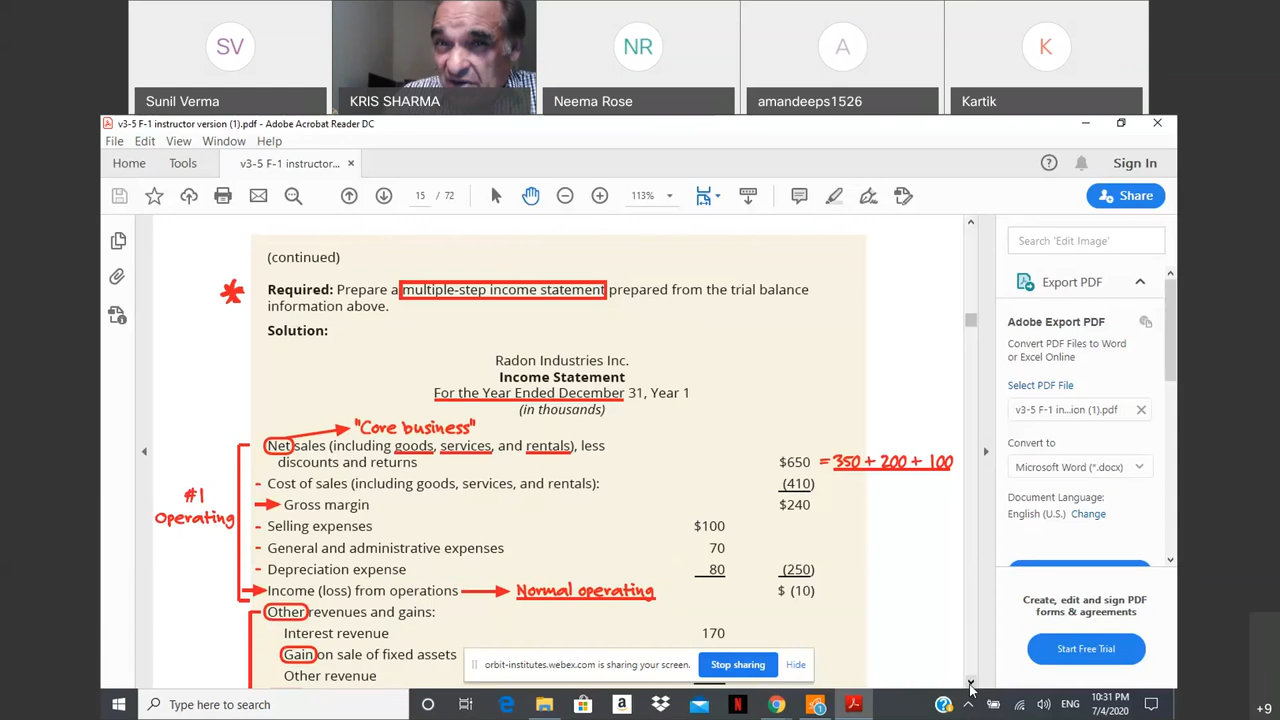 SV
NR
A
K
Sunil Verma
KRIS SHARMA
Neema Rose
amandeeps1526
Kartik
v3-5 F-1 instructor version (1).pdf - Adobe Acrobat Reader DC
File Edit View Window Help
Home Tools v3-5 F-1 instructor... × Sign In
15 / 72 113% Share
(continued)
Required: Prepare a multiple-step income statement prepared from the trial balance
information above.
Solution:
Radon Industries Inc.
Income Statement
For the Year Ended December 31, Year 1
(in thousands)
"Core business"
Net sales (including goods, services, and rentals), less
discounts and returns $650 = 350 + 200 + 100
Cost of sales (including goods, services, and rentals): (410)
#1
Operating
Gross margin $240
Selling expenses $100
General and administrative expenses 70
Depreciation expense 80 (250)
Income (loss) from operations Normal operating $ (10)
Other revenues and gains:
Interest revenue 170
Gain on sale of fixed assets
Other revenue
orbit-institutes.webex.com is sharing your screen. Stop sharing Hide
Search 'Edit Image'
Export PDF
Adobe Export PDF
Convert PDF Files to Word
or Excel Online
Select PDF File
v3-5 F-1 in...ion (1).pdf
Convert to
Microsoft Word (*.docx)
Document Language:
English (U.S.) Change
Create, edit and sign PDF
forms & agreements
Start Free Trial
Type here to search
ENG
10:31 PM
7/4/2020
+9